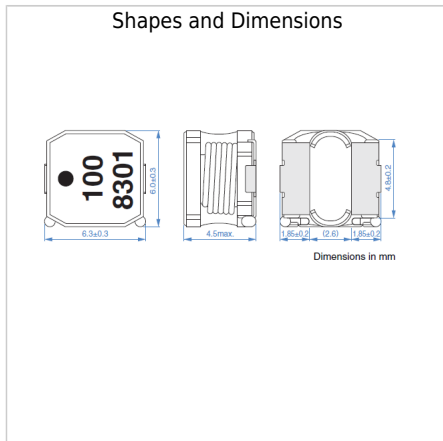 Shapes and Dimensions
100
8301
6.0±0.3
4.8±0.2
6.3±0.3
4.5max.
1.85±0.2
(2.6)
1.85±0.2
Dimensions in mm